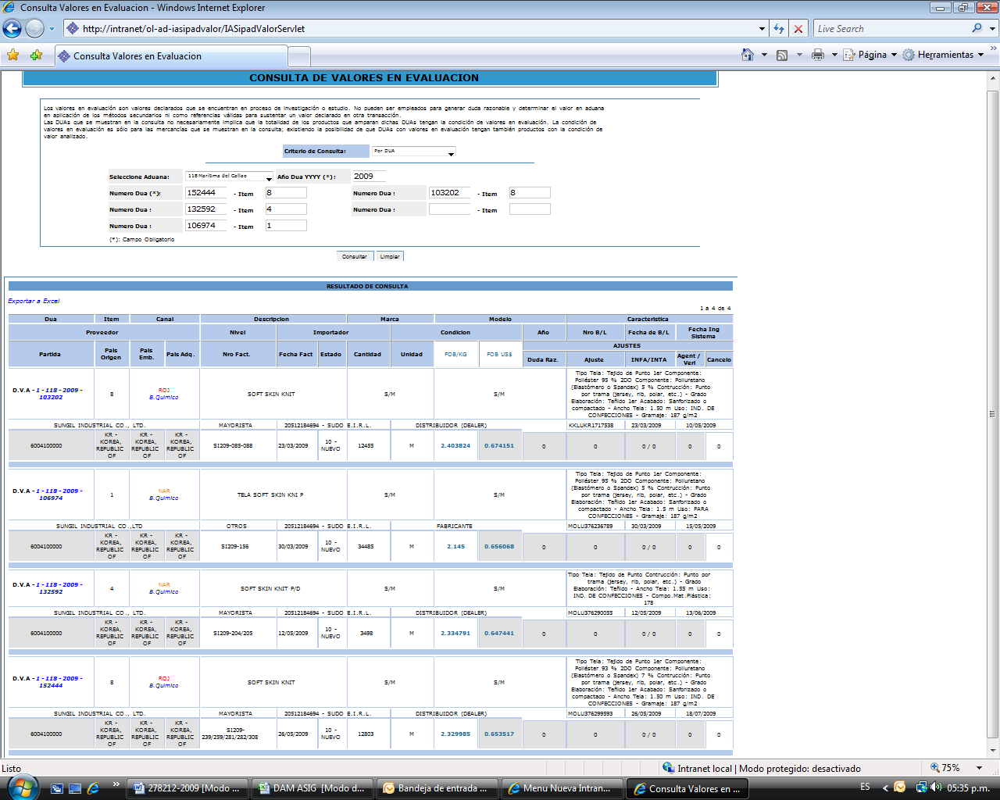 Consulta Valores en Evaluacion - Windows Internet Explorer
http://intranet/ol-ad-iasipadvalor/IASipadValorServlet
Live Search
Consulta Valores en Evaluacion
Página
Herramientas
CONSULTA DE VALORES EN EVALUACION
Los valores en evaluación son valores declarados que se encuentran en proceso de investigación o estudio. No pueden ser empleados para generar duda razonable y determinar el valor en aduana
en aplicación de los métodos secundarios ni como referencias válidas para sustentar un valor declarado en otra transacción.
Las DUAs que se muestran en la consulta no necesariamente implica que la totalidad de los productos que amparan dichas DUAs tengan la condición de valores en evaluación. La condición de
valores en evaluación es sólo para las mercancías que se muestran en la consulta; existiendo la posibilidad de que DUAs con valores en evaluación tengan también productos con la condición de
valor analizado.
Criterio de Consulta: Por DUA
Seleccione Aduana: 118 Marítima del Callao Año Dua YYYY (*) : 2009
Numero Dua (*): 152444 - Item 8 Numero Dua : 103202 - Item 8
Numero Dua : 132592 - Item 4 Numero Dua : - Item
Numero Dua : 106974 - Item 1
(*): Campo Obligatorio
Consultar Limpiar
RESULTADO DE CONSULTA
Exportar a Excel
1 a 4 de 4
Dua Item Canal Descripcion Marca Modelo Caracteristica
Proveedor Nivel Importador Condicion Año Nro B/L Fecha de B/L Fecha Ing Sistema
Partida Pais Origen Pais Emb. Pais Adq. Nro Fact. Fecha Fact Estado Cantidad Unidad FOB/KG FOB US$ AJUSTES
Duda Raz. Ajuste INFA/INTA Agent / Veri Cancelo
D.V.A - 1 - 118 - 2009 - 103202 8 ROJ B.Quimico SOFT SKIN KNIT S/M S/M
Tipo Tela: Tejido de Punto 1er Componente:
Poliéster 95 % 2DO Componente: Poliuretano
(Elastómero o Spandex) 5 % Contrucción: Punto
por trama (jersey, rib, polar, etc.) - Grado
Elaboración: Teñido 1er Acabado: Sanforizado o
compactado - Ancho Tela: 1.50 m Uso: IND. DE
CONFECCIONES - Gramaje: 187 g/m2
SUNGIL INDUSTRIAL CO., LTD. MAYORISTA 20512184694 - SUDO E.I.R.L. DISTRIBUIDOR (DEALER) KKLUKR1717538 23/03/2009 10/05/2009
6004100000 KR - KOREA, REPUBLIC OF KR - KOREA, REPUBLIC OF KR - KOREA, REPUBLIC OF SI209-085-088 23/03/2009 10 - NUEVO 12455 M 2.403824 0.674151 0 0 0 / 0 0 0
D.V.A - 1 - 118 - 2009 - 106974 1 NAR B.Quimico TELA SOFT SKIN KNI P S/M S/M
Tipo Tela: Tejido de Punto 1er Componente:
Poliéster 95 % 2DO Componente: Poliuretano
(Elastómero o Spandex) 5 % Contrucción: Punto
por trama (jersey, rib, polar, etc.) - Grado
Elaboración: Teñido 1er Acabado: Sanforizado o
compactado - Ancho Tela: 1.5 m Uso: PARA
CONFECCIONES - Gramaje: 187 g/m2
SUNGIL INDUSTRIAL CO.,LTD OTROS 20512184694 - SUDO E.I.R.L. FABRICANTE MOLU376236789 30/03/2009 15/05/2009
6004100000 KR - KOREA, REPUBLIC OF KR - KOREA, REPUBLIC OF KR - KOREA, REPUBLIC OF SI209-156 30/03/2009 10 - NUEVO 34485 M 2.145 0.656068 0 0 0 / 0 0 0
D.V.A - 1 - 118 - 2009 - 132592 4 NAR B.Quimico SOFT SKIN KNIT P/D S/M S/M
Tipo Tela: Tejido de Punto Contrucción: Punto por
trama (jersey, rib, polar, etc.) - Grado
Elaboración: Teñido - Ancho Tela: 1.55 m Uso:
IND. DE CONFECCIONES - Compo.Mat.Plástica:
178
SUNGIL INDUSTRIAL CO., LTD. MAYORISTA 20512184694 - SUDO E.I.R.L. DISTRIBUIDOR (DEALER) MOLU376290055 12/05/2009 13/06/2009
6004100000 KR - KOREA, REPUBLIC OF KR - KOREA, REPUBLIC OF KR - KOREA, REPUBLIC OF SI209-204/205 12/05/2009 10 - NUEVO 3498 M 2.334791 0.647441 0 0 0 / 0 0 0
D.V.A - 1 - 118 - 2009 - 152444 8 ROJ B.Quimico SOFT SKIN KNIT S/M S/M
Tipo Tela: Tejido de Punto 1er Componente:
Poliéster 93 % 2DO Componente: Poliuretano
(Elastómero o Spandex) 7 % Contrucción: Punto
por trama (jersey, rib, polar, etc.) - Grado
Elaboración: Teñido 1er Acabado: Sanforizado o
compactado - Ancho Tela: 1.50 m Uso: IND. DE
CONFECCIONES - Gramaje: 187 g/m2
SUNGIL INDUSTRIAL CO., LTD. MAYORISTA 20512184694 - SUDO E.I.R.L. DISTRIBUIDOR (DEALER) MOLU376299593 26/05/2009 18/07/2009
6004100000 KR - KOREA, REPUBLIC OF KR - KOREA, REPUBLIC OF KR - KOREA, REPUBLIC OF SI209-239/259/281/282/308 26/05/2009 10 - NUEVO 12803 M 2.329985 0.653517 0 0 0 / 0 0 0
Listo
Intranet local | Modo protegido: desactivado
75%
278212-2009 [Modo ...
DAM ASIG [Modo d...
Bandeja de entrada ...
Menu Nueva Intran...
Consulta Valores en ...
ES
05:35 p.m.